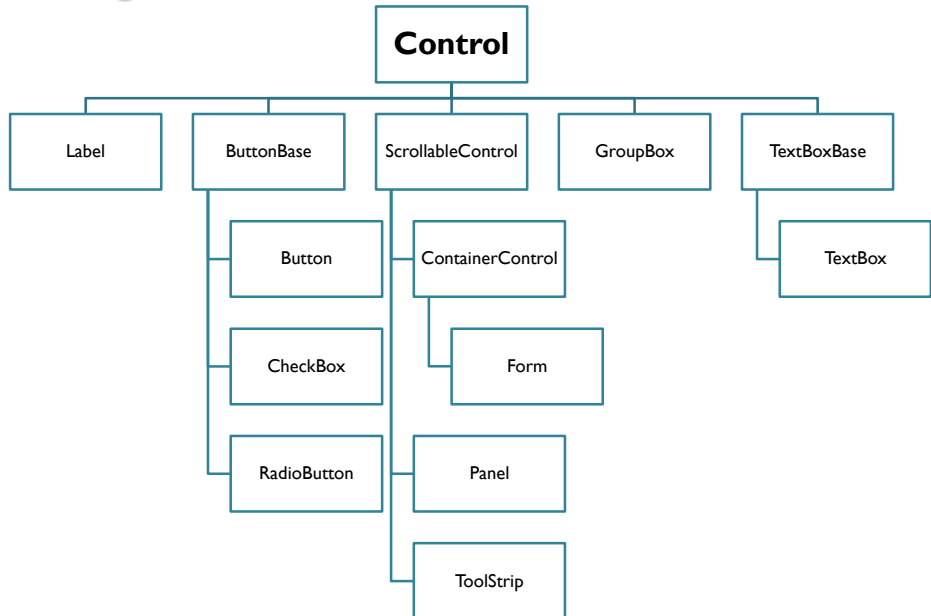 Control
Label
ButtonBase
ScrollableControl
GroupBox
TextBoxBase
Button
ContainerControl
TextBox
CheckBox
Form
RadioButton
Panel
ToolStrip